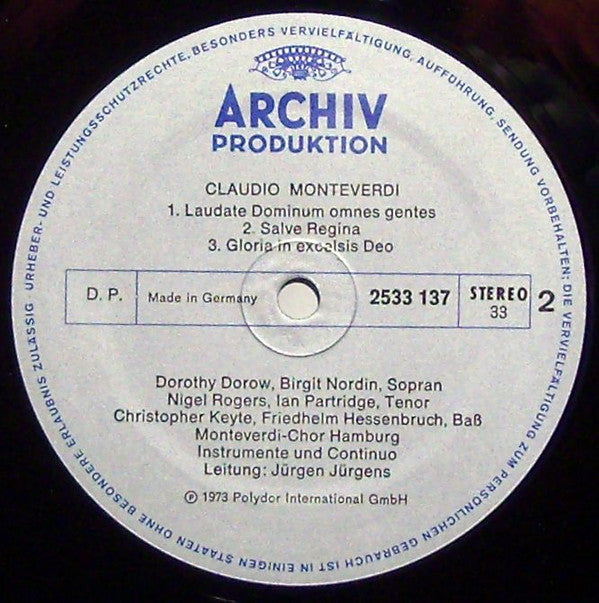 URHEBER- UND LEISTUNGSSCHUTZRECHTE, BESONDERS VERVIELFÄLTIGUNG, AUFFÜHRUNG, SENDUNG VORBEHALTEN; DIE VERVIELFÄLTIGUNG ZUM PERSÖNLICHEN GEBRAUCH IST IN EINIGEN STAATEN OHNE BESONDERE ERLAUBNIS ZULÄSSIG
ARCHIV
PRODUKTION
CLAUDIO MONTEVERDI
1. Laudate Dominum omnes gentes
2. Salve Regina
3. Gloria in excelsis Deo
D. P. Made in Germany 2533 137 STEREO 33 2
Dorothy Dorow, Birgit Nordin, Sopran
Nigel Rogers, Ian Partridge, Tenor
Christopher Keyte, Friedhelm Hessenbruch, Baß
Monteverdi-Chor Hamburg
Instrumente und Continuo
Leitung: Jürgen Jürgens
℗ 1973 Polydor International GmbH